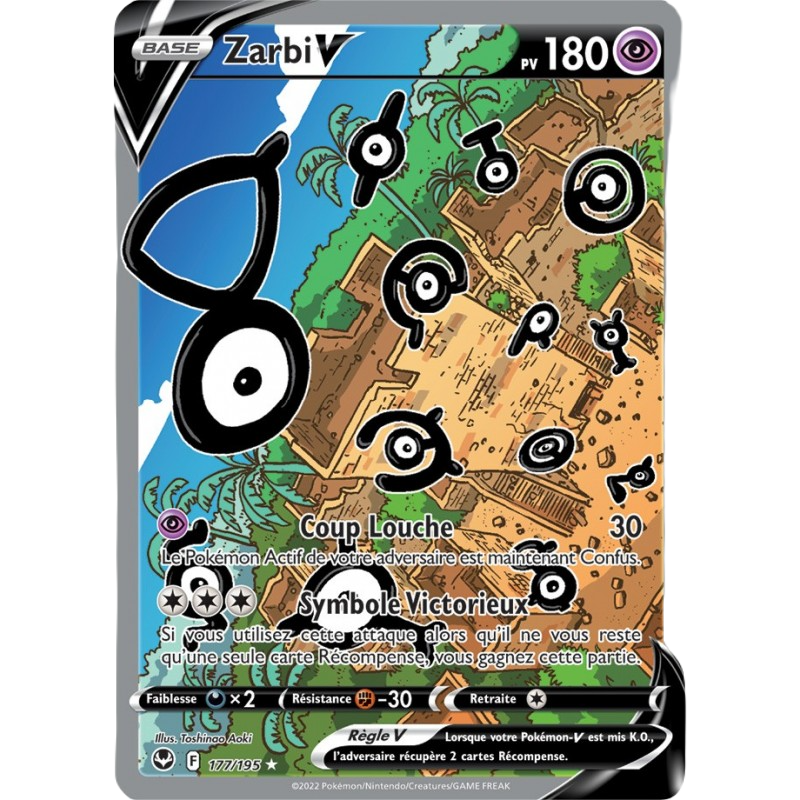 BASE Zarbi V PV 180
Coup Louche 30
Le Pokémon Actif de votre adversaire est maintenant Confus.
Symbole Victorieux
Si vous utilisez cette attaque alors qu'il ne vous reste
qu'une seule carte Récompense, vous gagnez cette partie.
Faiblesse ×2 Résistance -30 Retraite
Illus. Toshinao Aoki
Règle V Lorsque votre Pokémon-V est mis K.O.,
l'adversaire récupère 2 cartes Récompense.
F 177/195 ★
©2022 Pokémon/Nintendo/Creatures/GAME FREAK